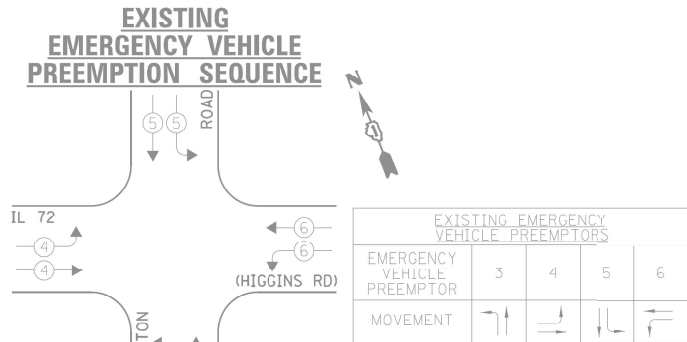 EXISTING
EMERGENCY VEHICLE
PREEMPTION SEQUENCE
N
5 5
ROAD
IL 72
4
4
6
6
(HIGGINS RD)
TON
EXISTING EMERGENCY
VEHICLE PREEMPTORS
EMERGENCY
VEHICLE
PREEMPTOR
3 4 5 6
MOVEMENT